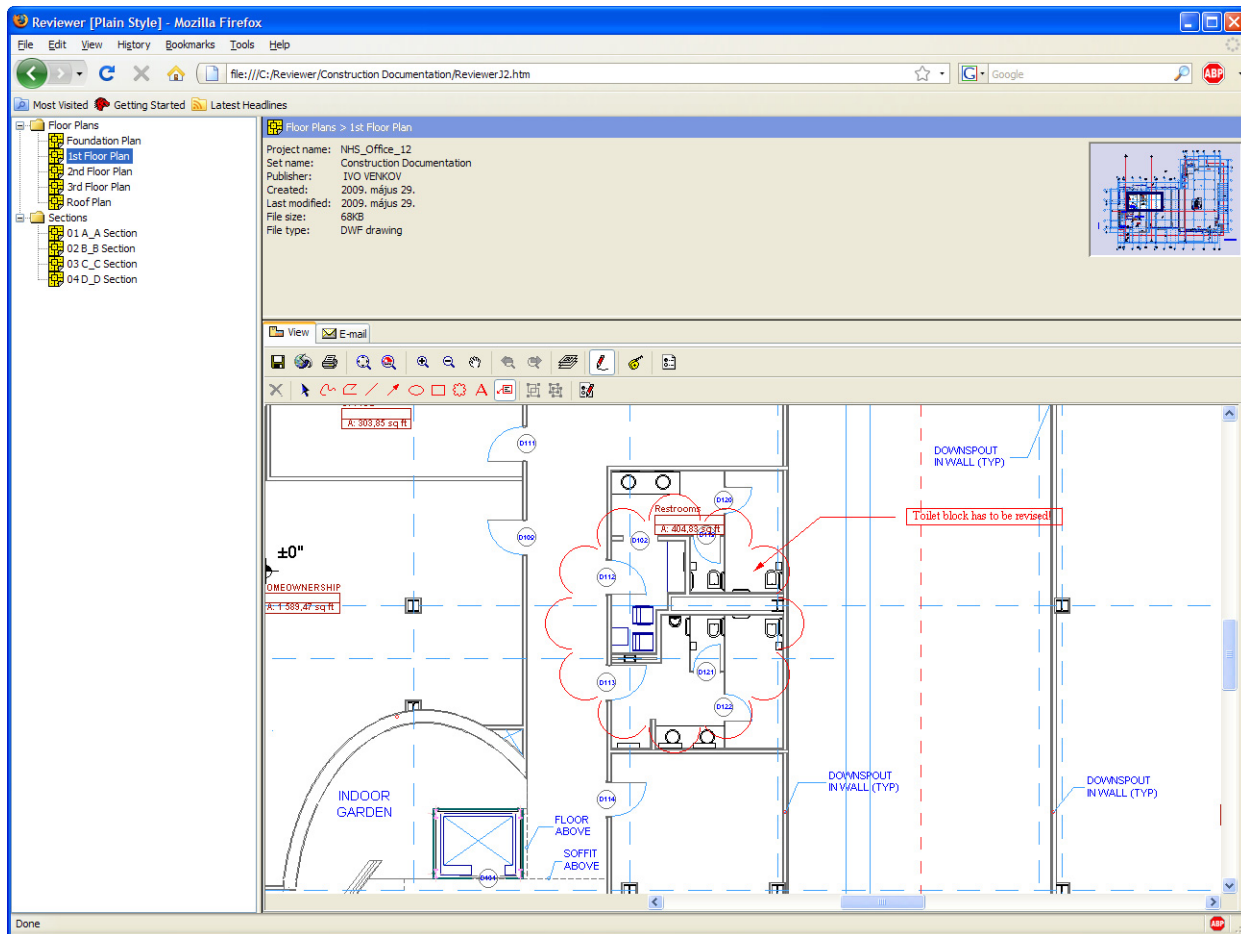 Reviewer [Plain Style] - Mozilla Firefox
File Edit View History Bookmarks Tools Help
file:///C:/Reviewer/Construction Documentation/ReviewerJ2.htm
G Google
ABP
Most Visited Getting Started Latest Headlines
Floor Plans
Foundation Plan
1st Floor Plan
2nd Floor Plan
3rd Floor Plan
Roof Plan
Sections
01 A_A Section
02 B_B Section
03 C_C Section
04 D_D Section
Floor Plans > 1st Floor Plan
Project name: NHS_Office_12
Set name: Construction Documentation
Publisher: IVO VENKOV
Created: 2009. május 29.
Last modified: 2009. május 29.
File size: 68KB
File type: DWF drawing
View E-mail
A
A: 303,85 sq ft
D111
DOWNSPOUT
IN WALL (TYP)
D120
Restrooms
A: 404,83 sq ft
Toilet block has to be revised!
D109
D102
±0"
D112
OMEOWNERSHIP
A: 1 589,47 sq ft
D121
D113
D122
DOWNSPOUT
IN WALL (TYP)
DOWNSPOUT
IN WALL (TYP)
INDOOR
GARDEN
D114
FLOOR
ABOVE
SOFFIT
ABOVE
D104
Done
ABP